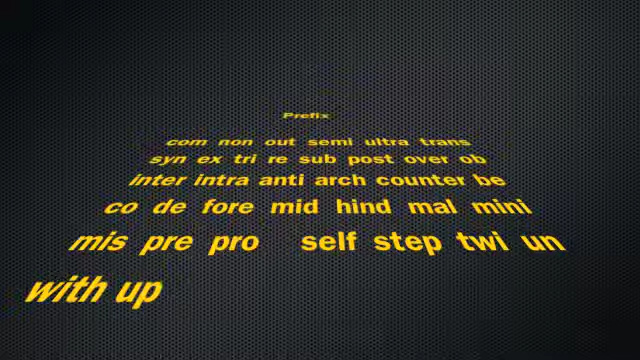 Prefix
com non out semi ultra trans
syn ex tri re sub post over ob
inter intra anti arch counter be
co de fore mid hind mal mini
mis pre pro self step twi un
with up